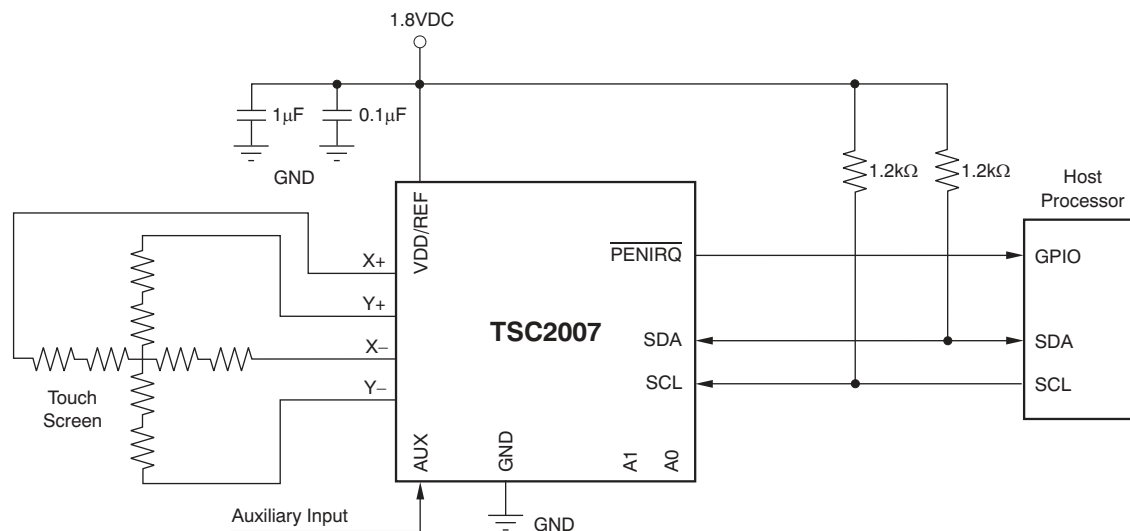 1.8VDC
1μF
0.1μF
GND
1.2kΩ
1.2kΩ
Host
Processor
VDD/REF
X+
Y+
X−
Y−
PENIRQ
GPIO
TSC2007
SDA
SDA
SCL
SCL
Touch
Screen
AUX
GND
A1
A0
Auxiliary Input
GND